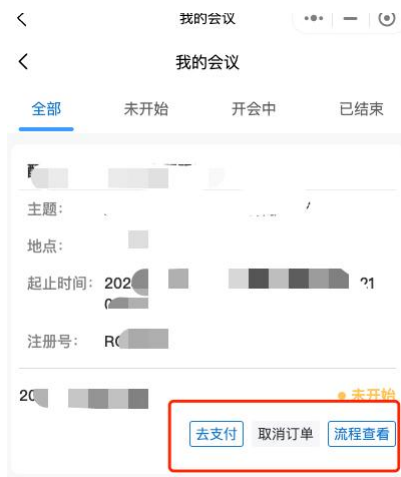 我的会议
我的会议
全部 未开始 开会中 已结束
主题：
地点：
起止时间： 202 21
0
注册号： R
20 未开始
去支付 取消订单 流程查看